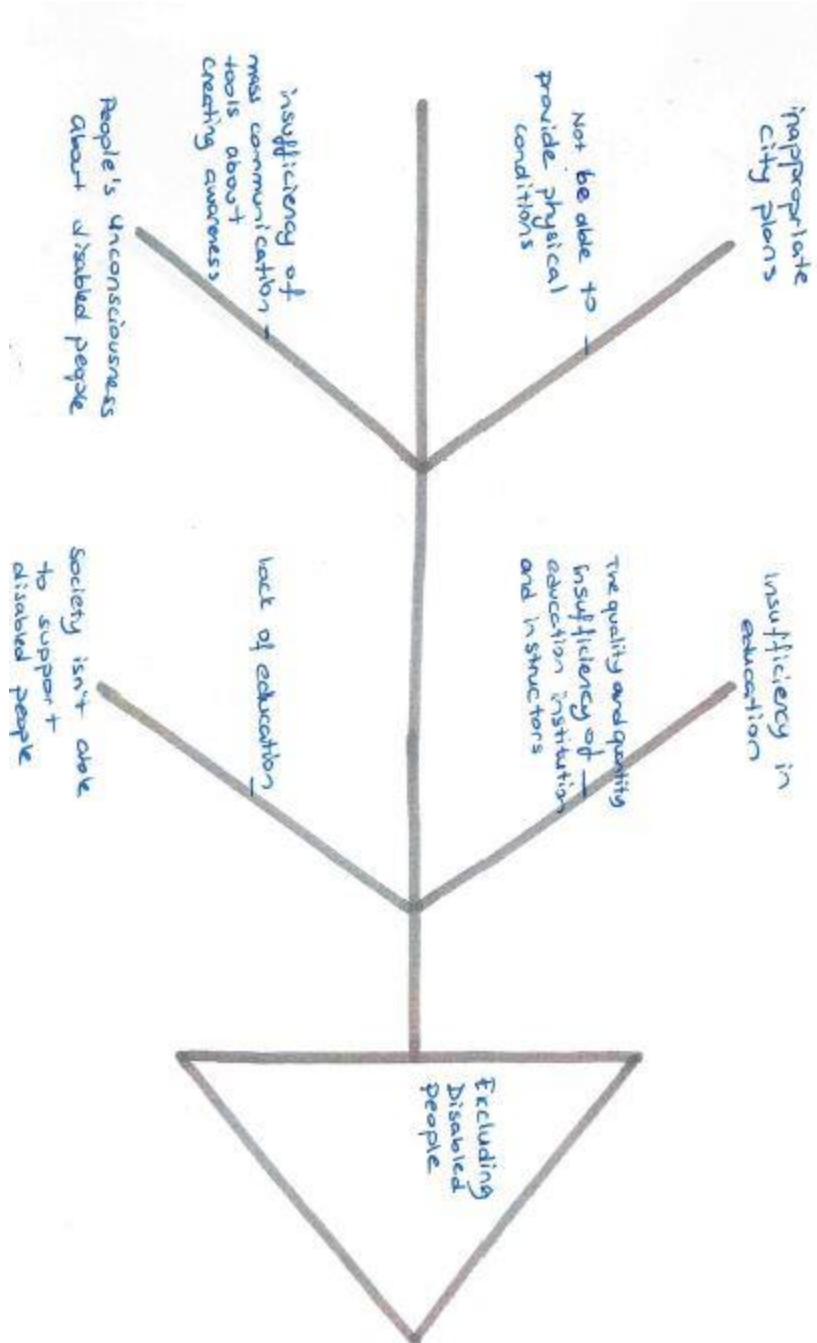 inappropriate
city plans
Not be able to
provide physical
conditions
insufficiency in
education
The quality and quantity
insufficiency of
education institution
and instructors
insufficiency of
mass communication
tools about
creating awareness
People's unconsciousness
about disabled people
lack of education
Society isn't able
to support
disabled people
Excluding
Disabled
people